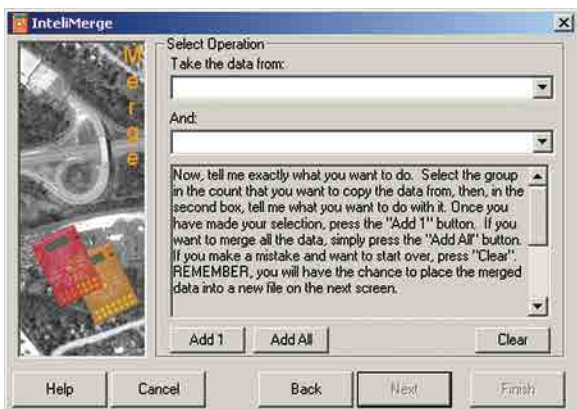 InteliMerge
Merge
Select Operation
Take the data from:
And:
Now, tell me exactly what you want to do.  Select the group
in the count that you want to copy the data from, then, in the
second box, tell me what you want to do with it. Once you
have made your selection, press the "Add 1" button.  If you
want to merge all the data, simply press the "Add All" button.
If you make a mistake and want to start over, press "Clear".
REMEMBER, you will have the chance to place the merged
data into a new file on the next screen.
Add 1
Add All
Clear
Help
Cancel
Back
Next
Finish